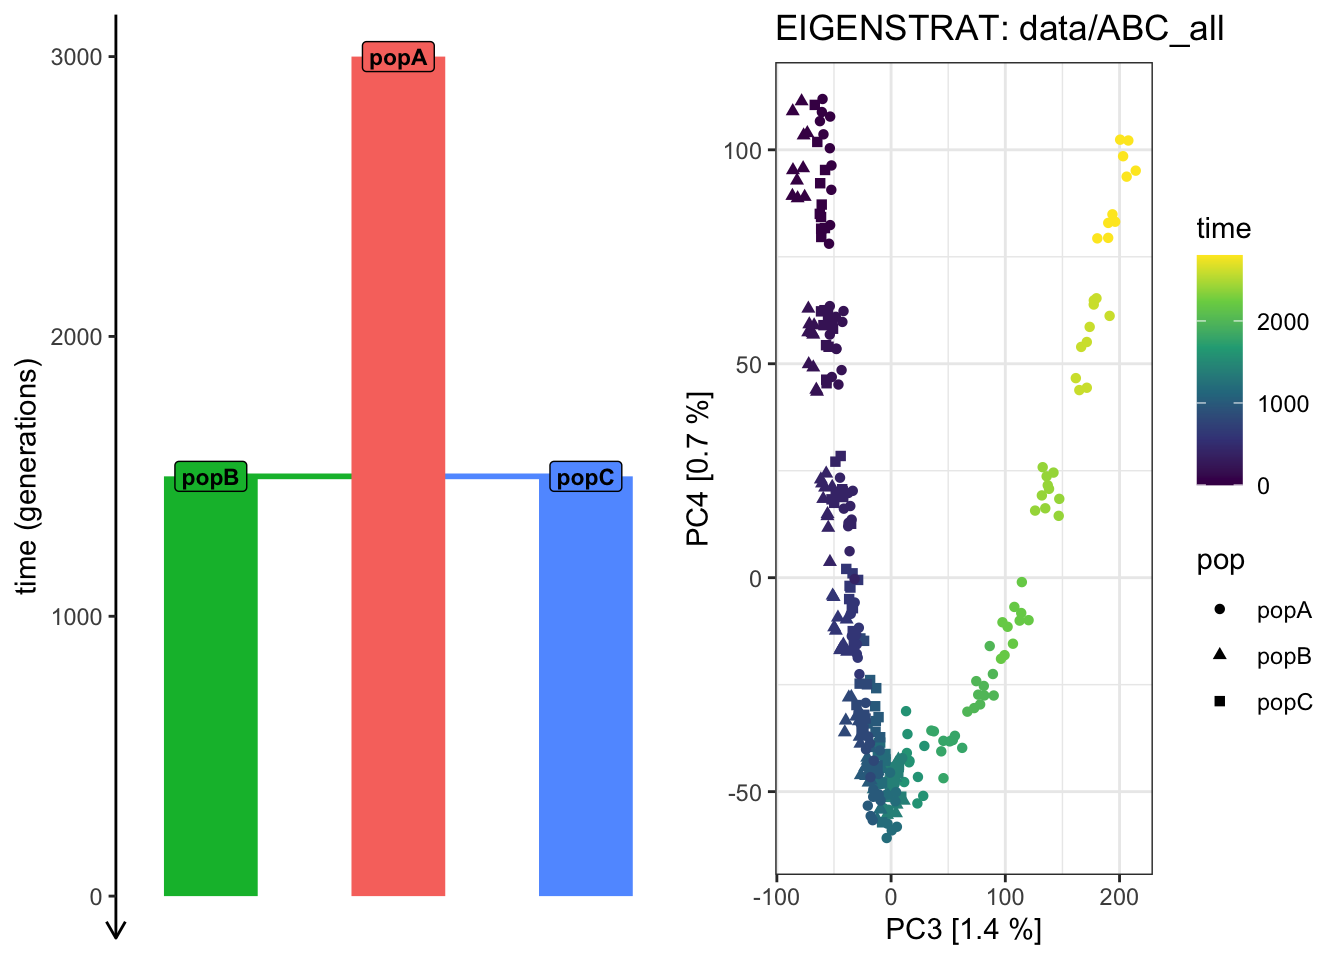 time (generations)
3000
2000
1000
0
popA
popB
popC
EIGENSTRAT: data/ABC_all
PC4 [0.7 %]
100
50
0
-50
-100
0
100
200
PC3 [1.4 %]
time
2000
1000
0
pop
popA
popB
popC